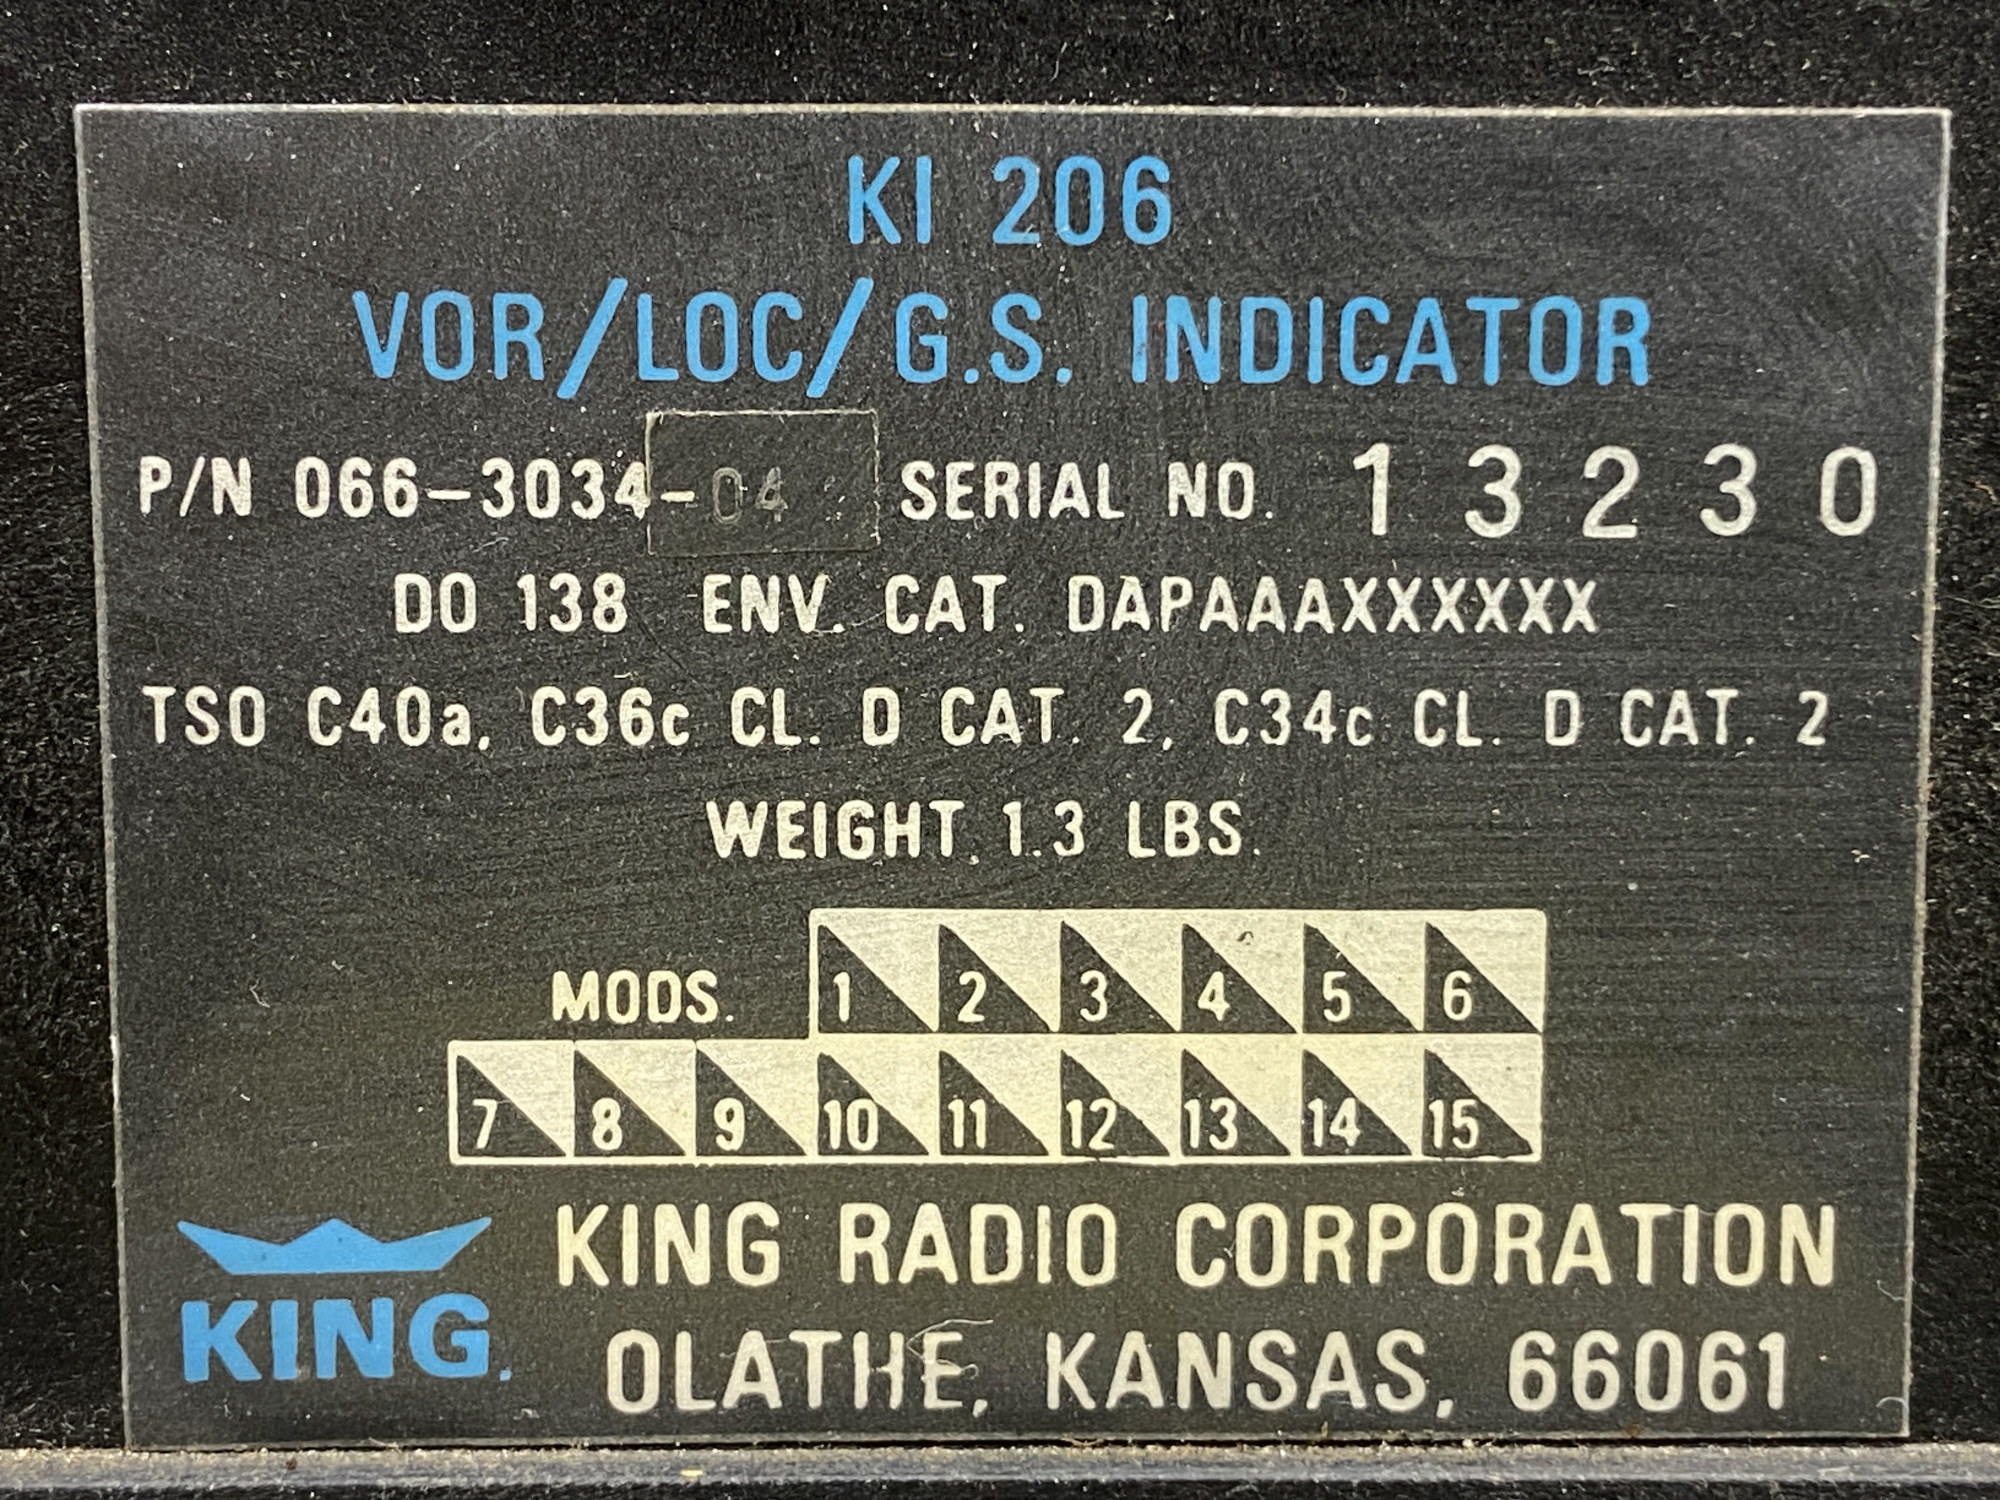 KI 206
VOR/LOC/G.S. INDICATOR
P/N 066-3034-04 SERIAL NO. 13230
DO 138 ENV. CAT. DAPAAAXXXXXX
TSO C40a, C36c CL. D CAT. 2, C34c CL. D CAT. 2
WEIGHT 1.3 LBS.
MODS. 1 2 3 4 5 6
7 8 9 10 11 12 13 14 15
KING RADIO CORPORATION
KING.
OLATHE, KANSAS, 66061